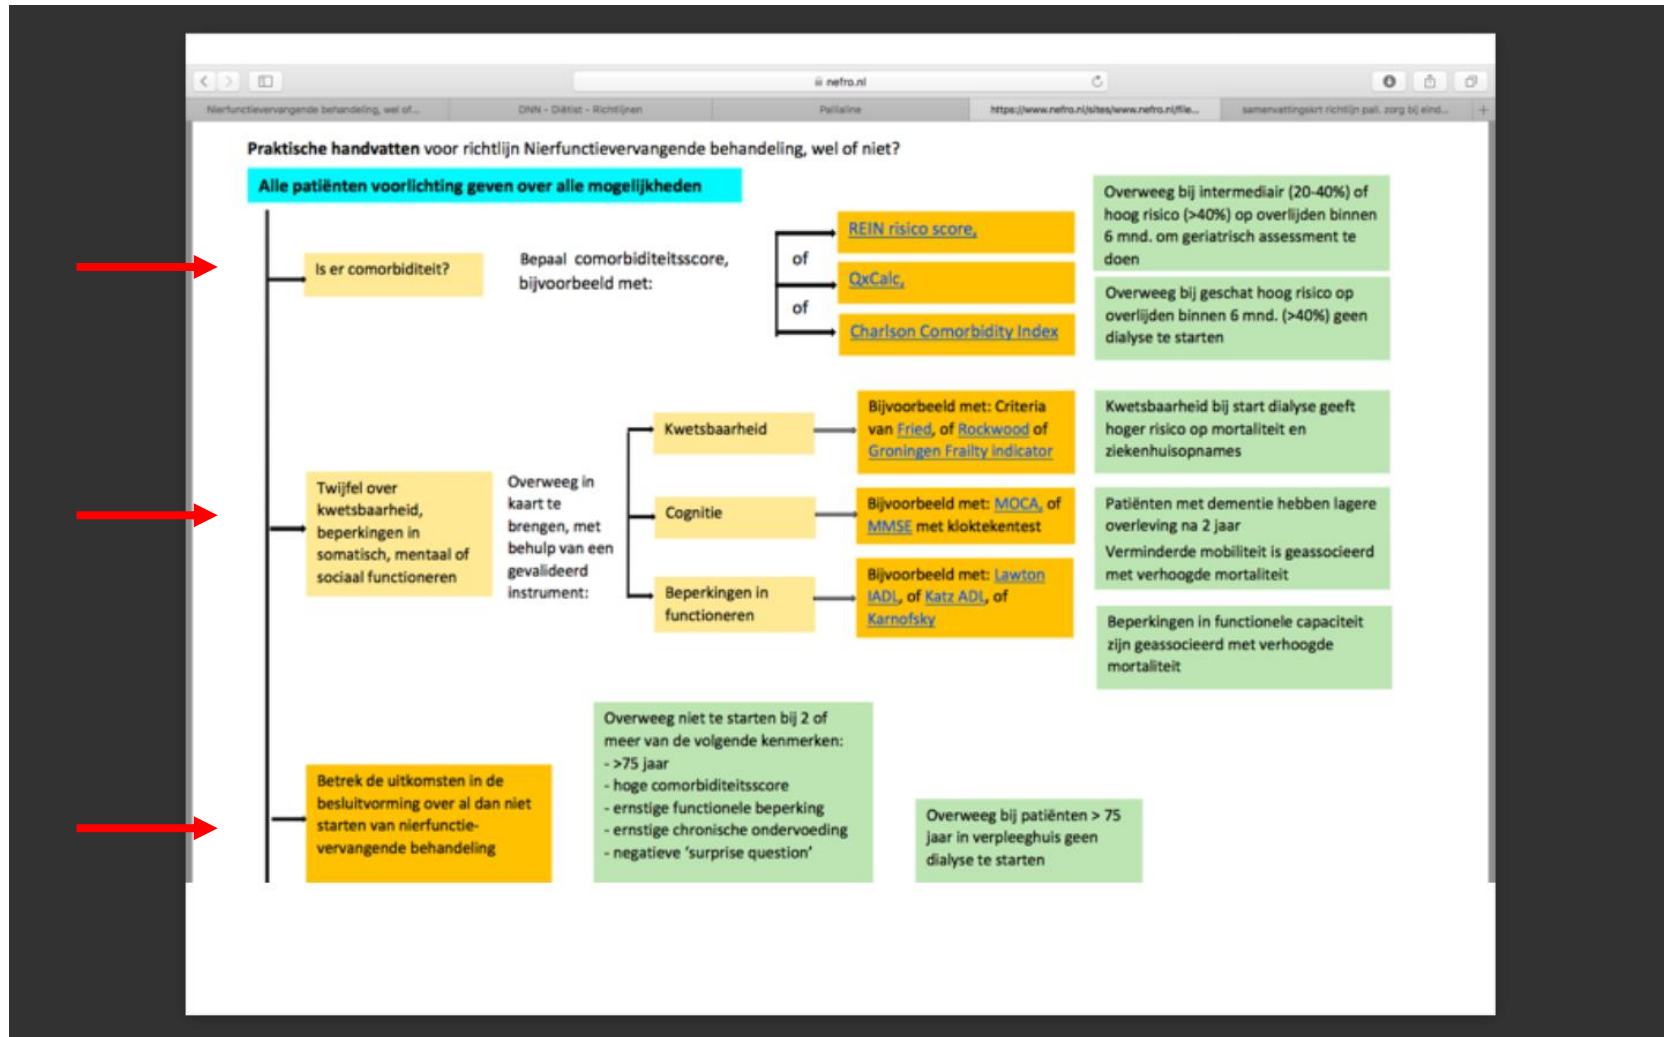 nefro.nl
Nierfunctievervangende behandeling, wel of...
DNN - Diëtist - Richtlijnen
Pallialine
https://www.nefro.nl/sites/www.nefro.nl/file...
samenvattingskrt richtlijn pall. zorg bij eind...
Praktische handvatten voor richtlijn Nierfunctievervangende behandeling, wel of niet?
Alle patiënten voorlichting geven over alle mogelijkheden
Is er comorbiditeit?
Bepaal comorbiditeitsscore,
bijvoorbeeld met:
REIN risico score,
of
QxCalc,
of
Charlson Comorbidity Index
Overweeg bij intermediair (20-40%) of
hoog risico (>40%) op overlijden binnen
6 mnd. om geriatrisch assessment te
doen
Overweeg bij geschat hoog risico op
overlijden binnen 6 mnd. (>40%) geen
dialyse te starten
Twijfel over
kwetsbaarheid,
beperkingen in
somatisch, mentaal of
sociaal functioneren
Overweeg in
kaart te
brengen, met
behulp van een
gevalideerd
instrument:
Kwetsbaarheid
Bijvoorbeeld met: Criteria
van Fried, of Rockwood of
Groningen Frailty indicator
Kwetsbaarheid bij start dialyse geeft
hoger risico op mortaliteit en
ziekenhuisopnames
Cognitie
Bijvoorbeeld met: MOCA, of
MMSE met kloktekentest
Patiënten met dementie hebben lagere
overleving na 2 jaar
Verminderde mobiliteit is geassocieerd
met verhoogde mortaliteit
Beperkingen in
functioneren
Bijvoorbeeld met: Lawton
IADL, of Katz ADL, of
Karnofsky
Beperkingen in functionele capaciteit
zijn geassocieerd met verhoogde
mortaliteit
Betrek de uitkomsten in de
besluitvorming over al dan niet
starten van nierfunctie-
vervangende behandeling
Overweeg niet te starten bij 2 of
meer van de volgende kenmerken:
- >75 jaar
- hoge comorbiditeitsscore
- ernstige functionele beperking
- ernstige chronische ondervoeding
- negatieve 'surprise question'
Overweeg bij patiënten > 75
jaar in verpleeghuis geen
dialyse te starten